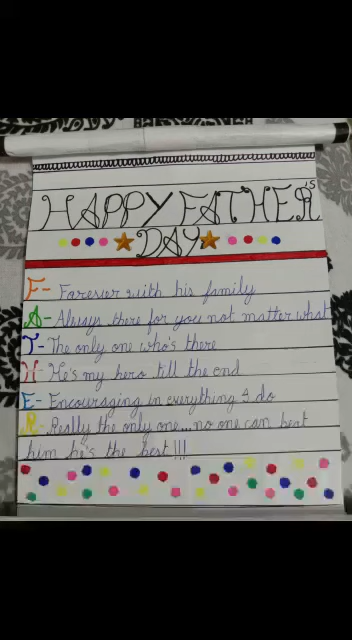 HAPPY FATHER'S
DAY
F- Forever with his family
A- Always there for you not matter what
T- The only one who's there
H- He's my hero till the end
E- Encouraging in everything I do
R- Really the only one...no one can beat
him he's the best!!!